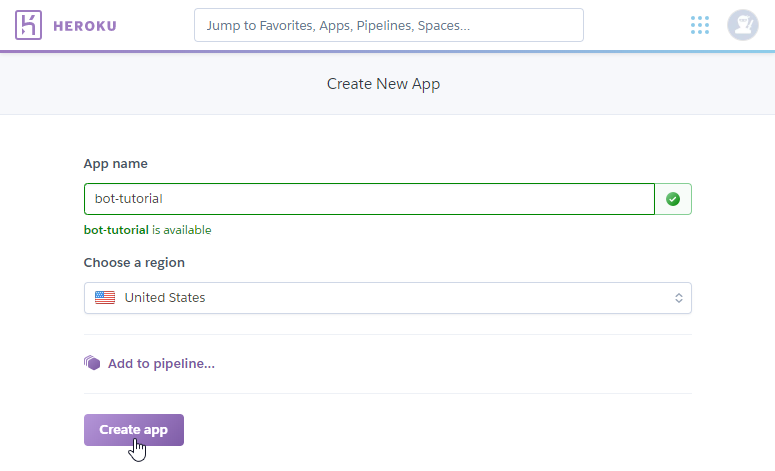 HEROKU
Jump to Favorites, Apps, Pipelines, Spaces...
Create New App
App name
bot-tutorial
bot-tutorial is available
Choose a region
United States
Add to pipeline...
Create app